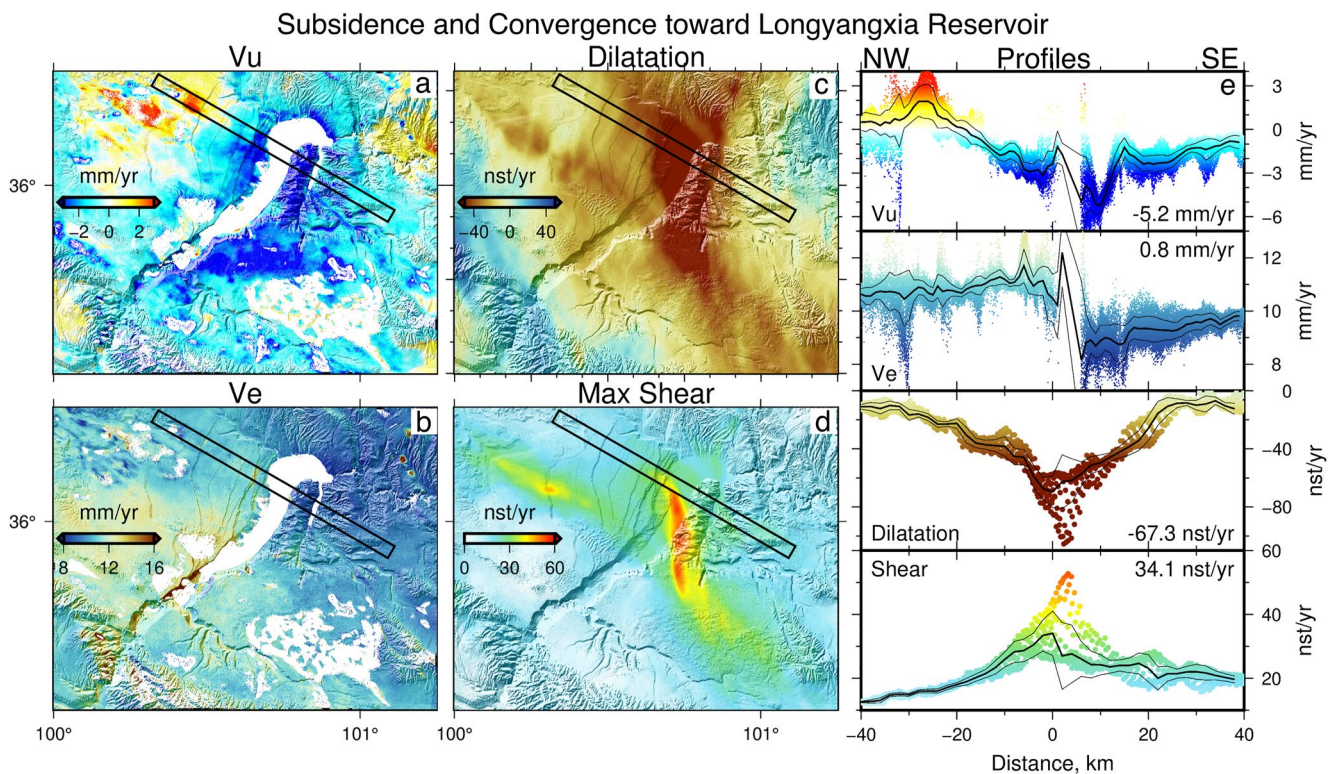 Subsidence and Convergence toward Longyangxia Reservoir
Vu
a
36°
mm/yr
−2 0 2
Dilatation
c
nst/yr
−40 0 40
Ve
b
36°
mm/yr
8 12 16
100° 101°
Max Shear
d
nst/yr
0 30 60
100° 101°
NW Profiles SE
e
3
0
−3
−6
mm/yr
Vu -5.2 mm/yr
0.8 mm/yr
12
10
8
mm/yr
Ve
0
−40
−80
nst/yr
Dilatation -67.3 nst/yr
60
Shear 34.1 nst/yr
40
20
nst/yr
−40 −20 0 20 40
Distance, km